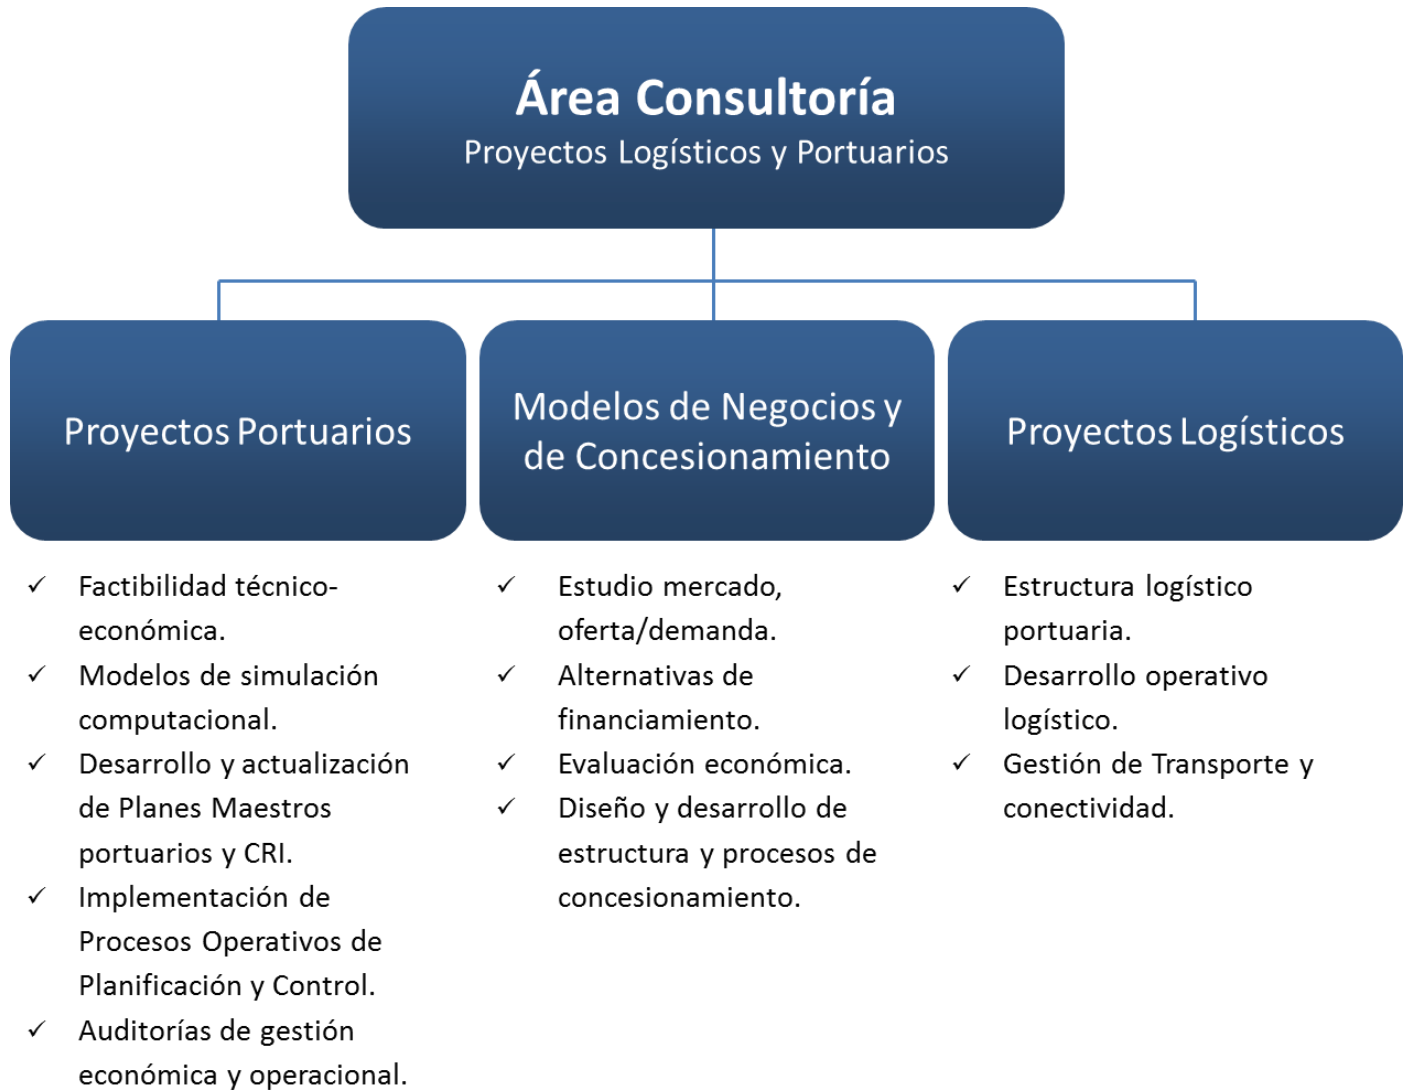 Área Consultoría
Proyectos Logísticos y Portuarios
Proyectos Portuarios
Modelos de Negocios y
de Concesionamiento
Proyectos Logísticos
✓ Factibilidad técnico-
económica.
✓ Modelos de simulación
computacional.
✓ Desarrollo y actualización
de Planes Maestros
portuarios y CRI.
✓ Implementación de
Procesos Operativos de
Planificación y Control.
✓ Auditorías de gestión
económica y operacional.
✓ Estudio mercado,
oferta/demanda.
✓ Alternativas de
financiamiento.
✓ Evaluación económica.
✓ Diseño y desarrollo de
estructura y procesos de
concesionamiento.
✓ Estructura logístico
portuaria.
✓ Desarrollo operativo
logístico.
✓ Gestión de Transporte y
conectividad.